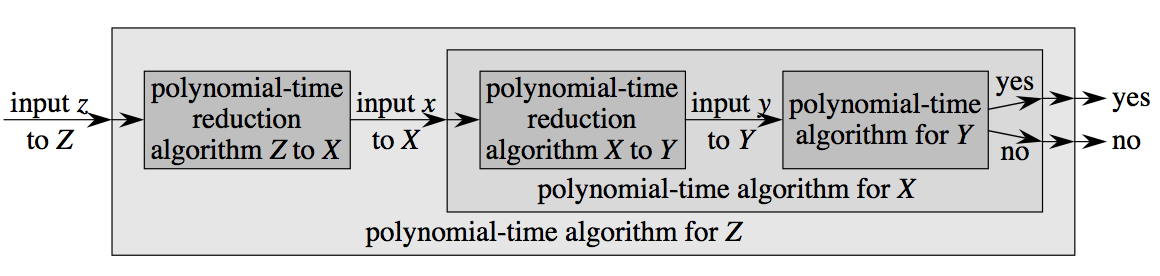 input z
to Z
polynomial-time
reduction
algorithm Z to X
input x
to X
polynomial-time
reduction
algorithm X to Y
input y
to Y
polynomial-time
algorithm for Y
yes
no
yes
no
polynomial-time algorithm for X
polynomial-time algorithm for Z